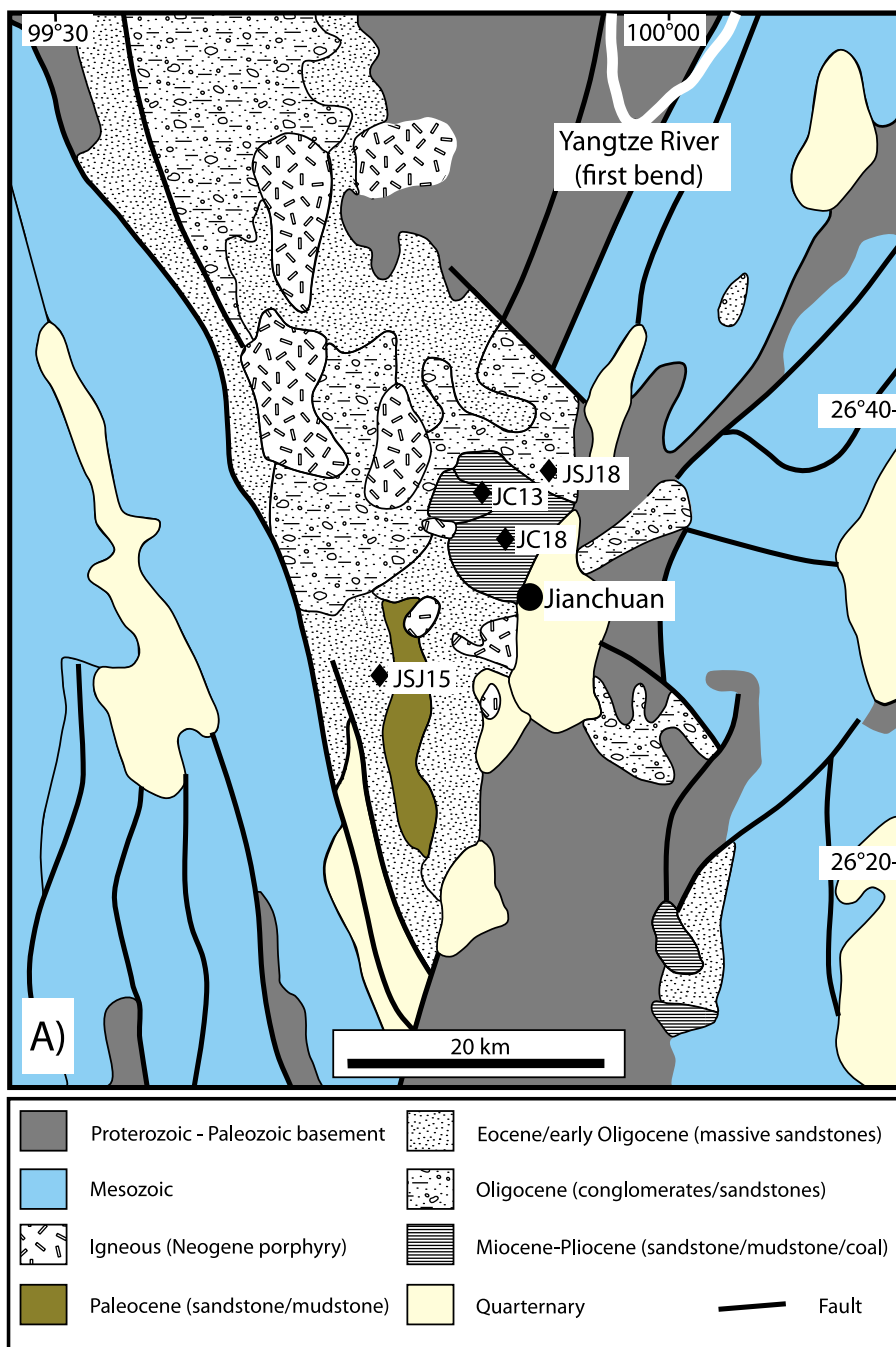 99°30
100°00
Yangtze River
(first bend)
26°40
JSJ18
JC13
JC18
Jianchuan
JSJ15
26°20
A)
20 km
Proterozoic - Paleozoic basement
Eocene/early Oligocene (massive sandstones)
Mesozoic
Oligocene (conglomerates/sandstones)
Igneous (Neogene porphyry)
Miocene-Pliocene (sandstone/mudstone/coal)
Paleocene (sandstone/mudstone)
Quarternary
Fault